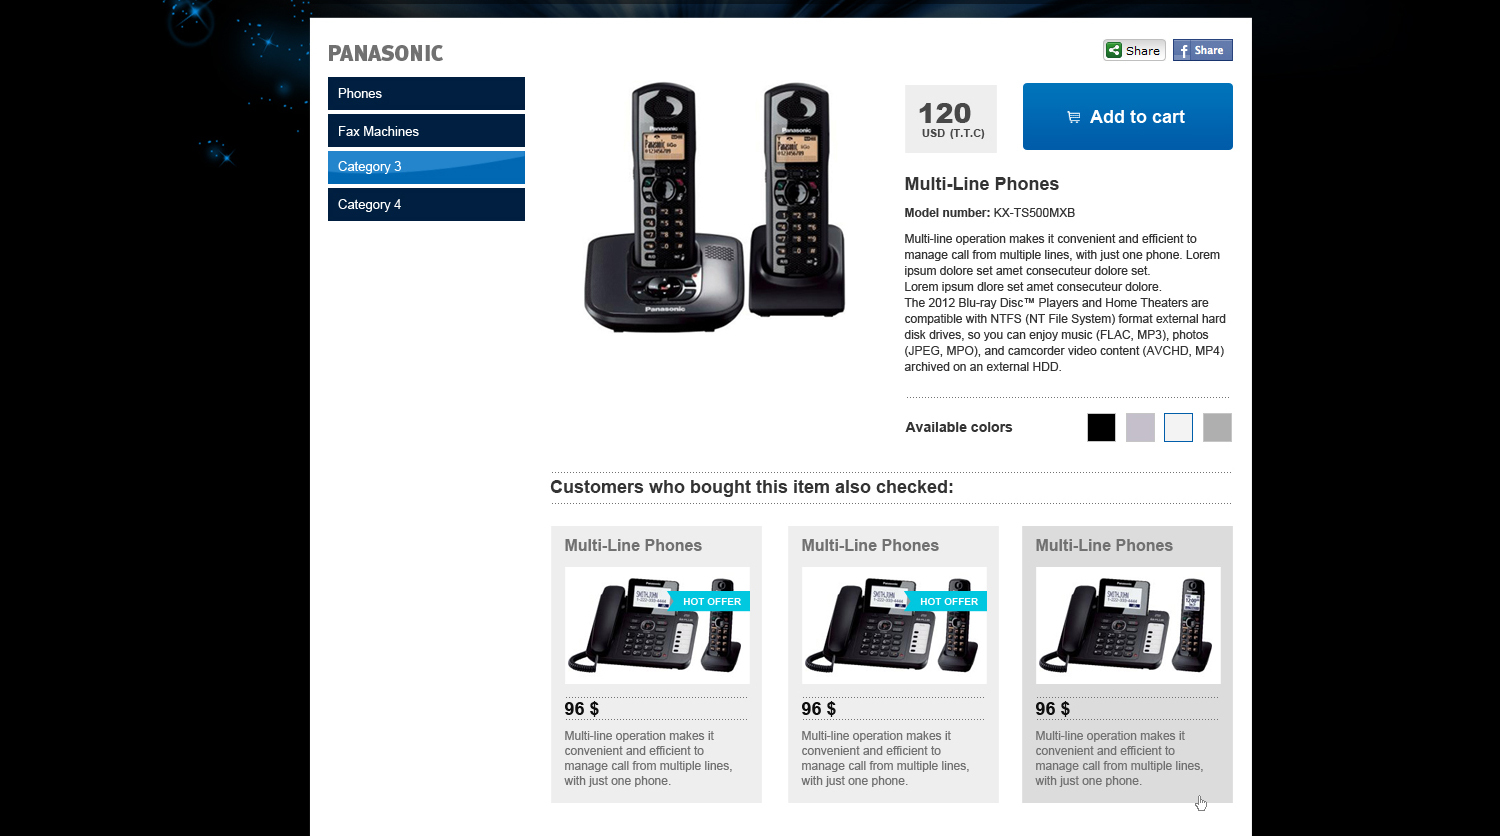 PANASONIC
Share
Share
Phones
Fax Machines
Category 3
Category 4
Panasonic
Panasonic
Panasonic
120
USD (T.T.C)
Add to cart
Multi-Line Phones
Model number: KX-TS500MXB
Multi-line operation makes it convenient and efficient to
manage call from multiple lines, with just one phone. Lorem
ipsum dolore set amet consecuteur dolore set.
Lorem ipsum dlore set amet consecuteur dolore.
The 2012 Blu-ray Disc™ Players and Home Theaters are
compatible with NTFS (NT File System) format external hard
disk drives, so you can enjoy music (FLAC, MP3), photos
(JPEG, MPO), and camcorder video content (AVCHD, MP4)
archived on an external HDD.
Available colors
Customers who bought this item also checked:
Multi-Line Phones
HOT OFFER
96 $
Multi-line operation makes it
convenient and efficient to
manage call from multiple lines,
with just one phone.
Multi-Line Phones
HOT OFFER
96 $
Multi-line operation makes it
convenient and efficient to
manage call from multiple lines,
with just one phone.
Multi-Line Phones
96 $
Multi-line operation makes it
convenient and efficient to
manage call from multiple lines,
with just one phone.